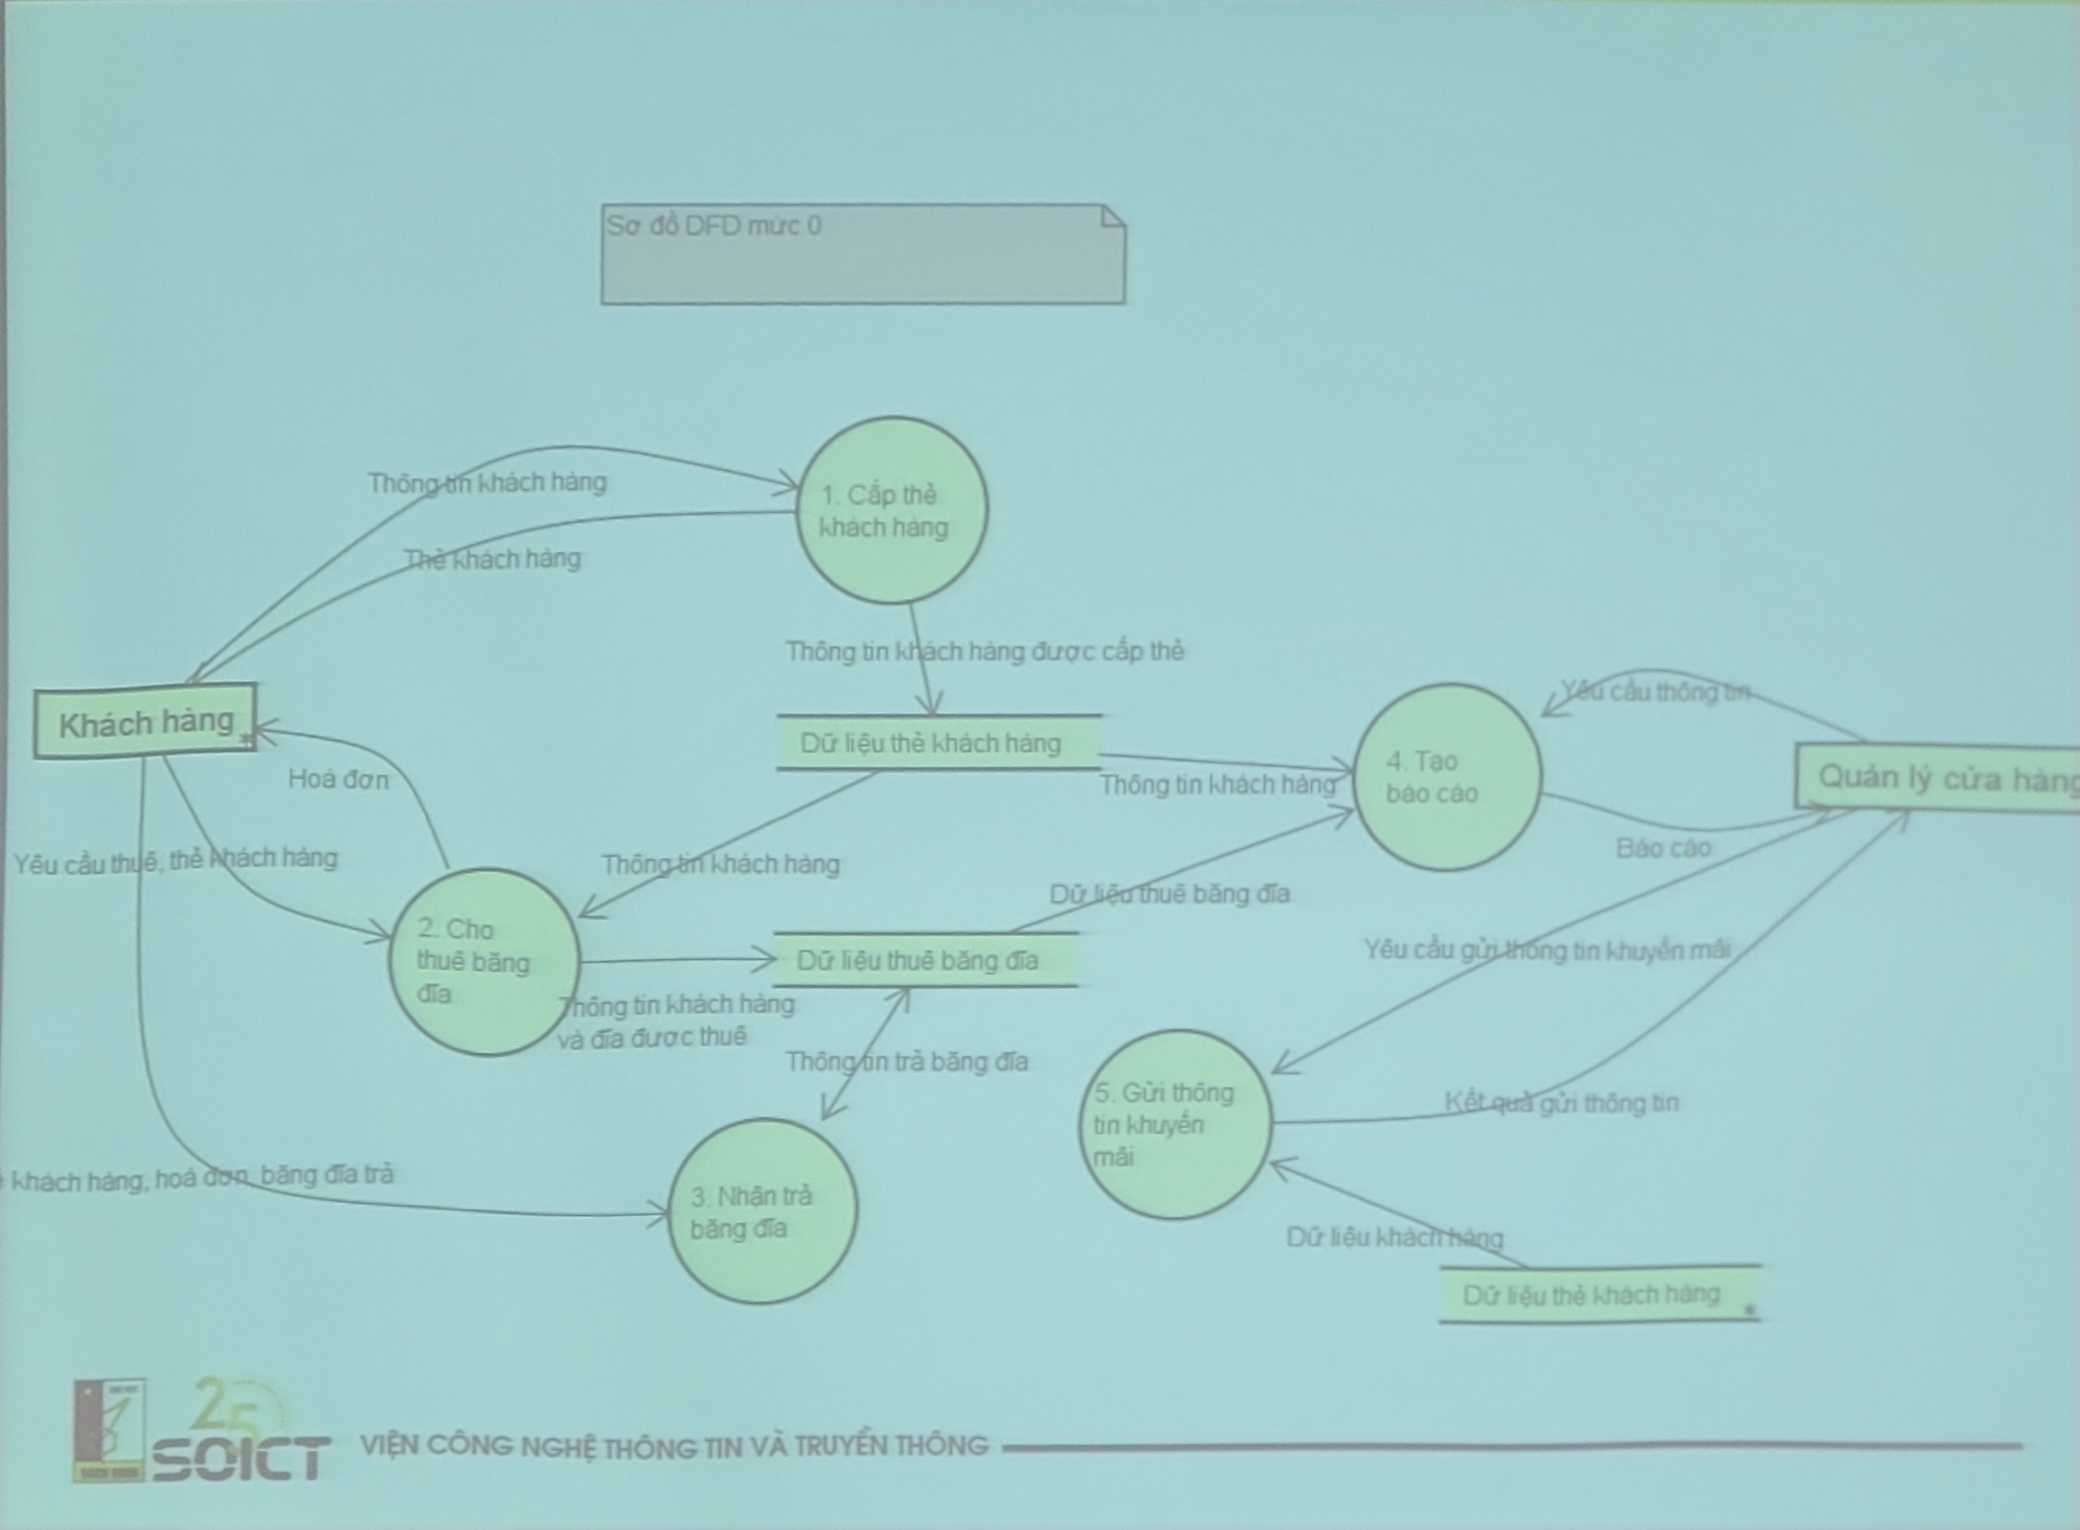 Sơ đồ DFD mức 0
Thông tin khách hàng
1. Cấp thẻ
khách hàng
Thẻ khách hàng
Thông tin khách hàng được cấp thẻ
Khách hàng
*
Dữ liệu thẻ khách hàng
4. Tạo
báo cáo
Yêu cầu thông tin
Quản lý cửa hàng
Hoá đơn
Thông tin khách hàng
Báo cáo
Yêu cầu thuê, thẻ khách hàng
Thông tin khách hàng
Dữ liệu thuê băng đĩa
2. Cho
thuê băng
đĩa
Dữ liệu thuê băng đĩa
Yêu cầu gửi thông tin khuyến mãi
Thông tin khách hàng
và đĩa được thuê
Thông tin trả băng đĩa
5. Gửi thông
tin khuyến
mãi
Kết quả gửi thông tin
khách hàng, hoá đơn, băng đĩa trả
3. Nhận trả
băng đĩa
Dữ liệu khách hàng
Dữ liệu thẻ khách hàng
*
25
SOICT
VIỆN CÔNG NGHỆ THÔNG TIN VÀ TRUYỀN THÔNG